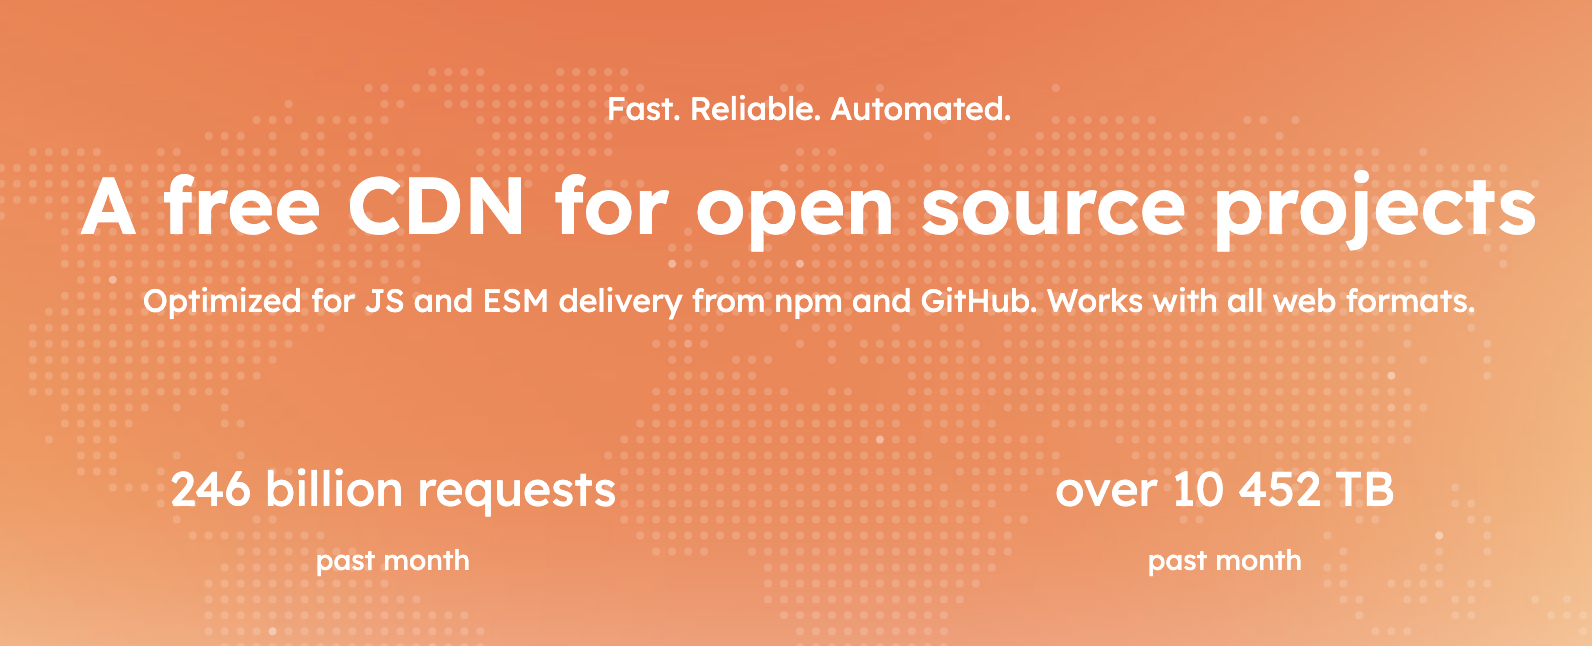 Fast. Reliable. Automated.
A free CDN for open source projects
Optimized for JS and ESM delivery from npm and GitHub. Works with all web formats.
246 billion requests
past month
over 10 452 TB
past month